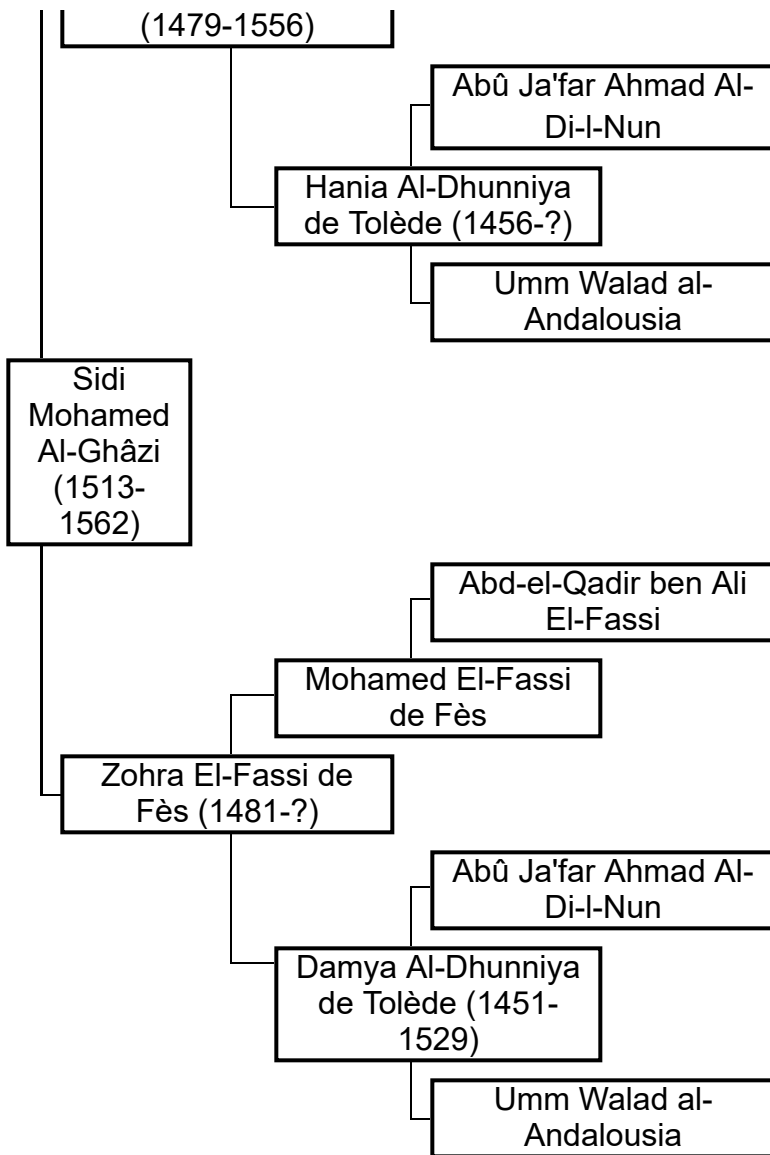 (1479-1556)
Abû Ja'far Ahmad Al-
Di-l-Nun
Hania Al-Dhunniya
de Tolède (1456-?)
Umm Walad al-
Andalousia
Sidi
Mohamed
Al-Ghâzi
(1513-
1562)
Abd-el-Qadir ben Ali
El-Fassi
Mohamed El-Fassi
de Fès
Zohra El-Fassi de
Fès (1481-?)
Abû Ja'far Ahmad Al-
Di-l-Nun
Damya Al-Dhunniya
de Tolède (1451-
1529)
Umm Walad al-
Andalousia